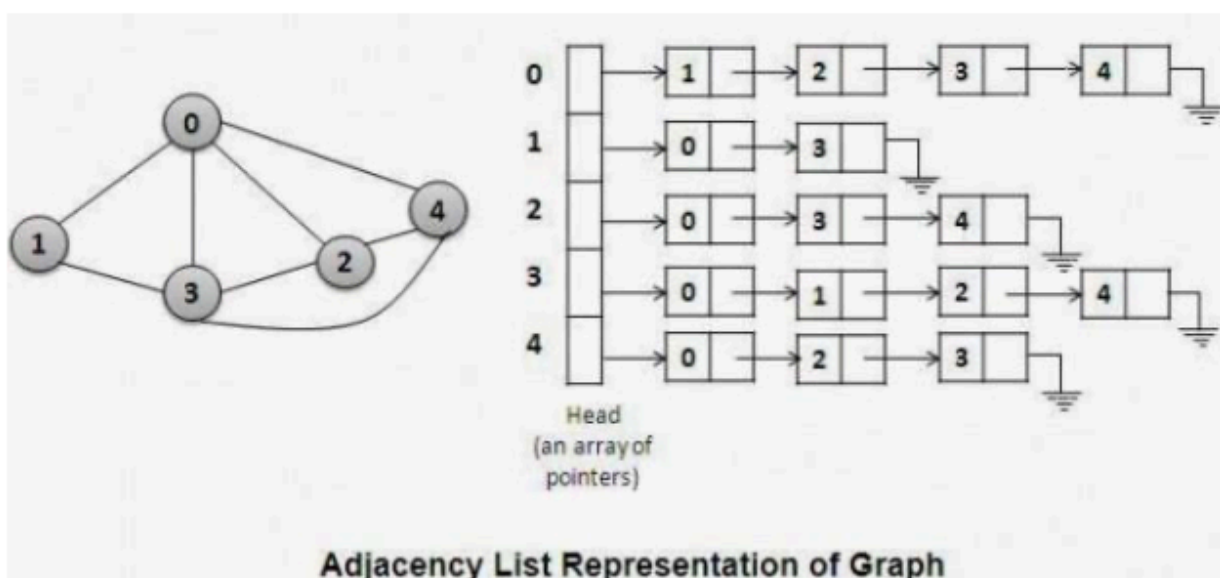 0
1
2
3
4
0 1 2 3 4
1 0 3
2 0 3 4
3 0 1 2 4
4 0 2 3
Head
(an array of
pointers)
Adjacency List Representation of Graph